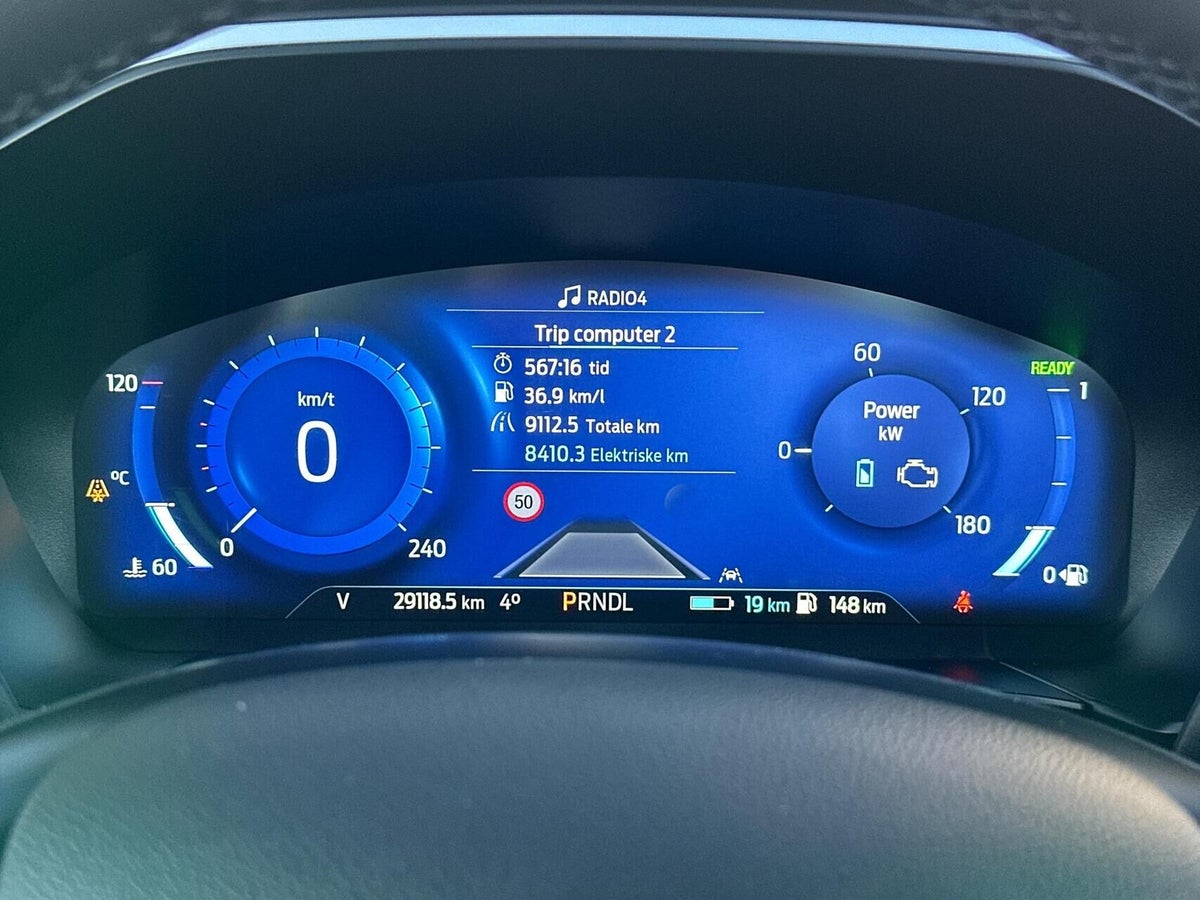 RADIO4
Trip computer 2
567:16 tid
36.9 km/l
9112.5 Totale km
8410.3 Elektriske km
50
120
°C
60
km/t
0
0
240
60
0
120
180
Power
kW
READY
1
0
V 29118.5 km 4° PRNDL 19 km 148 km